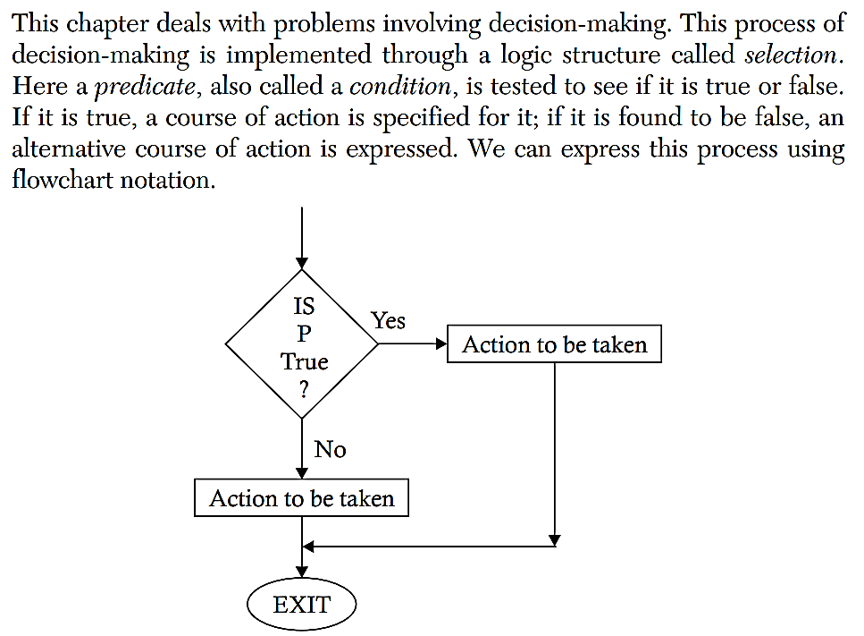 This chapter deals with problems involving decision-making. This process of
decision-making is implemented through a logic structure called selection.
Here a predicate, also called a condition, is tested to see if it is true or false.
If it is true, a course of action is specified for it; if it is found to be false, an
alternative course of action is expressed. We can express this process using
flowchart notation.
IS
P
True
?
Yes
Action to be taken
No
Action to be taken
EXIT